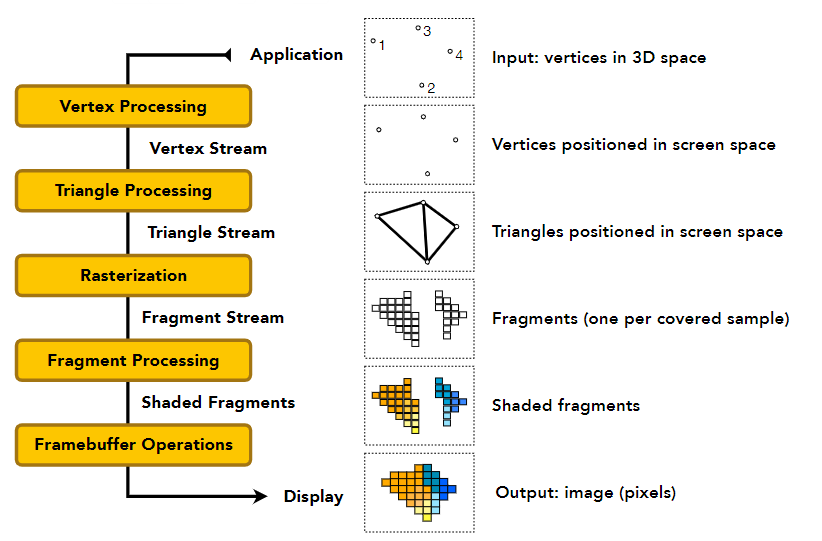 Application
3
1
4
2
Input: vertices in 3D space
Vertex Processing
Vertex Stream
Vertices positioned in screen space
Triangle Processing
Triangle Stream
Triangles positioned in screen space
Rasterization
Fragment Stream
Fragments (one per covered sample)
Fragment Processing
Shaded Fragments
Shaded fragments
Framebuffer Operations
Display
Output: image (pixels)